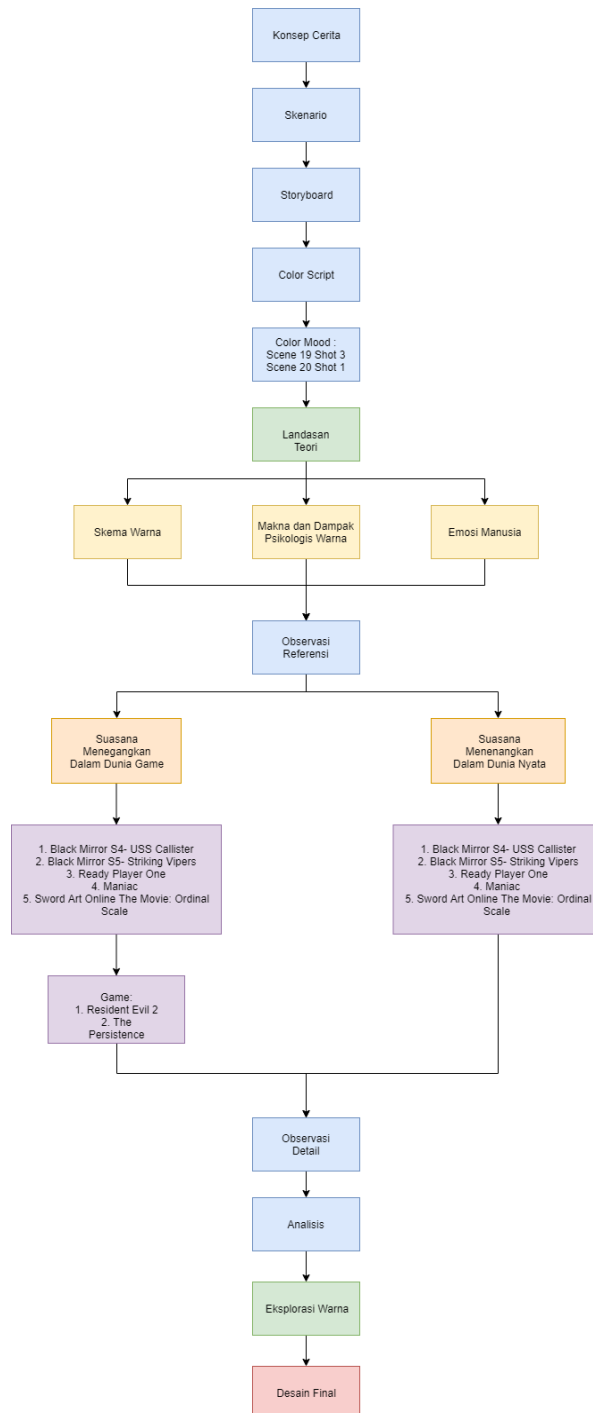 Konsep Cerita
Skenario
Storyboard
Color Script
Color Mood :
Scene 19 Shot 3
Scene 20 Shot 1
Landasan
Teori
Skema Warna
Makna dan Dampak
Psikologis Warna
Emosi Manusia
Observasi
Referensi
Suasana
Menegangkan
Dalam Dunia Game
Suasana
Menenangkan
Dalam Dunia Nyata
1. Black Mirror S4- USS Callister
2. Black Mirror S5- Striking Vipers
3. Ready Player One
4. Maniac
5. Sword Art Online The Movie: Ordinal
Scale
1. Black Mirror S4- USS Callister
2. Black Mirror S5- Striking Vipers
3. Ready Player One
4. Maniac
5. Sword Art Online The Movie: Ordinal
Scale
Game:
1. Resident Evil 2
2. The
Persistence
Observasi
Detail
Analisis
Eksplorasi Warna
Desain Final